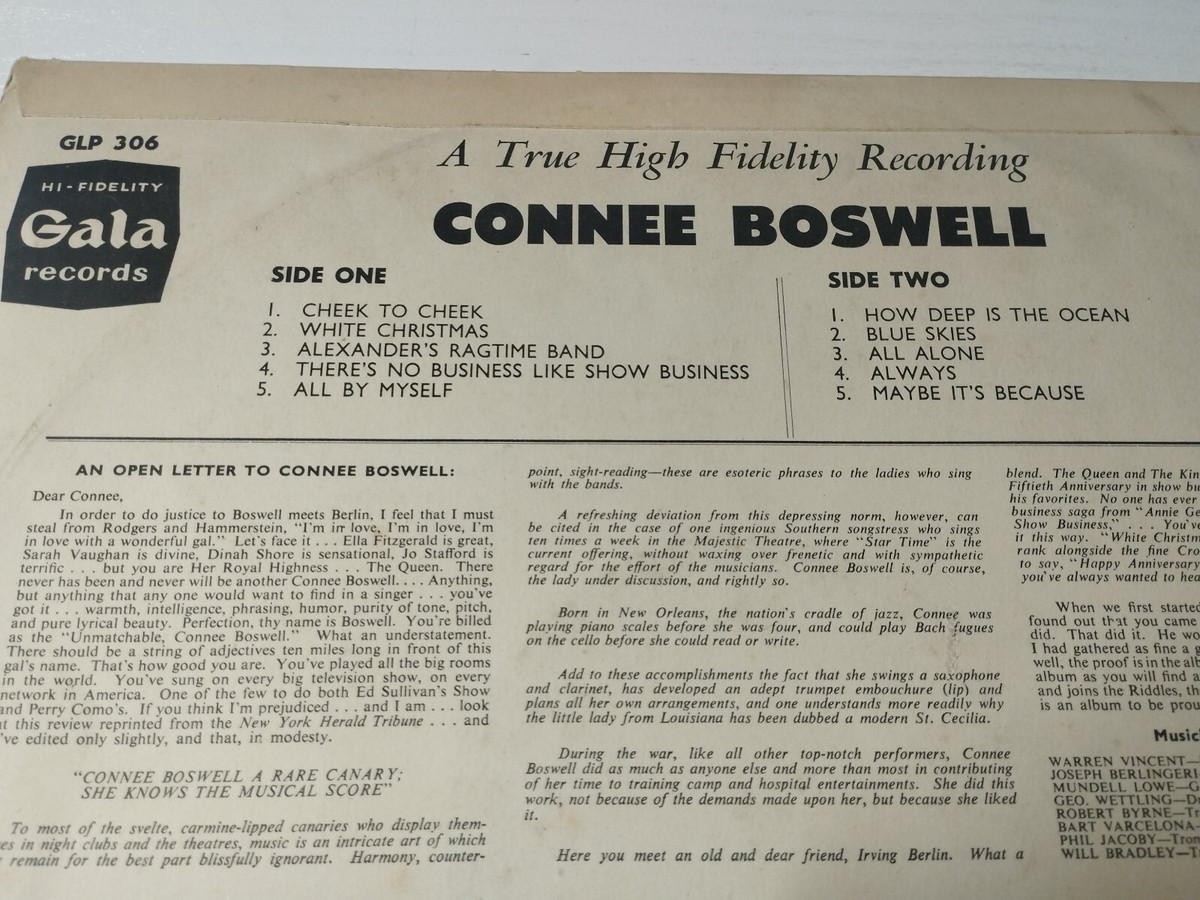 GLP 306
HI-FIDELITY
Gala
records
A True High Fidelity Recording
CONNEE BOSWELL
SIDE ONE
1. CHEEK TO CHEEK
2. WHITE CHRISTMAS
3. ALEXANDER'S RAGTIME BAND
4. THERE'S NO BUSINESS LIKE SHOW BUSINESS
5. ALL BY MYSELF
SIDE TWO
1. HOW DEEP IS THE OCEAN
2. BLUE SKIES
3. ALL ALONE
4. ALWAYS
5. MAYBE IT'S BECAUSE
AN OPEN LETTER TO CONNEE BOSWELL:
Dear Connee,
In order to do justice to Boswell meets Berlin, I feel that I must
steal from Rodgers and Hammerstein, "I'm in love, I'm in love, I'm
in love with a wonderful gal." Let's face it . . . Ella Fitzgerald is great,
Sarah Vaughan is divine, Dinah Shore is sensational, Jo Stafford is
terrific . . . but you are Her Royal Highness . . . The Queen. There
never has been and never will be another Connee Boswell. . . . Anything,
but anything that any one would want to find in a singer . . . you've
got it . . . warmth, intelligence, phrasing, humor, purity of tone, pitch,
and pure lyrical beauty. Perfection, thy name is Boswell. You're billed
as the "Unmatchable, Connee Boswell." What an understatement.
There should be a string of adjectives ten miles long in front of this
gal's name. That's how good you are. You've played all the big rooms
in the world. You've sung on every big television show, on every
network in America. One of the few to do both Ed Sullivan's Show
and Perry Como's. If you think I'm prejudiced . . . and I am . . . look
at this review reprinted from the New York Herald Tribune . . . and
've edited only slightly, and that, in modesty.
"CONNEE BOSWELL A RARE CANARY;
SHE KNOWS THE MUSICAL SCORE"
To most of the svelte, carmine-lipped canaries who display them-
es in night clubs and the theatres, music is an intricate art of which
remain for the best part blissfully ignorant. Harmony, counter-
point, sight-reading—these are esoteric phrases to the ladies who sing
with the bands.
A refreshing deviation from this depressing norm, however, can
be cited in the case of one ingenious Southern songstress who sings
ten times a week in the Majestic Theatre, where "Star Time" is the
current offering, without waxing over frenetic and with sympathetic
regard for the effort of the musicians. Connee Boswell is, of course,
the lady under discussion, and rightly so.
Born in New Orleans, the nation's cradle of jazz, Connee was
playing piano scales before she was four, and could play Bach fugues
on the cello before she could read or write.
Add to these accomplishments the fact that she swings a saxophone
and clarinet, has developed an adept trumpet embouchure (lip) and
plans all her own arrangements, and one understands more readily why
the little lady from Louisiana has been dubbed a modern St. Cecilia.
During the war, like all other top-notch performers, Connee
Boswell did as much as anyone else and more than most in contributing
of her time to training camp and hospital entertainments. She did this
work, not because of the demands made upon her, but because she liked
it.
Here you meet an old and dear friend, Irving Berlin. What a
blend. The Queen and The Kin
Fiftieth Anniversary in show bu
his favorites. No one has ever
business saga from "Annie Ge
Show Business," . . . You've
it this way. "White Christm
rank alongside the fine Cro
to say, "Happy Anniversary
you've always wanted to hea
When we first started
found out that you came
did. That did it. He wo
I had gathered as fine a g
well, the proof is in the alb
album as you will find a
and joins the Riddles, th
is an album to be prou
Music
WARREN VINCENT—
JOSEPH BERLINGERI
MUNDELL LOWE—G
GEO. WETTLING—D
ROBERT BYRNE—Tr
BART VARCELONA-
PHIL JACOBY—Trom
WILL BRADLEY—T